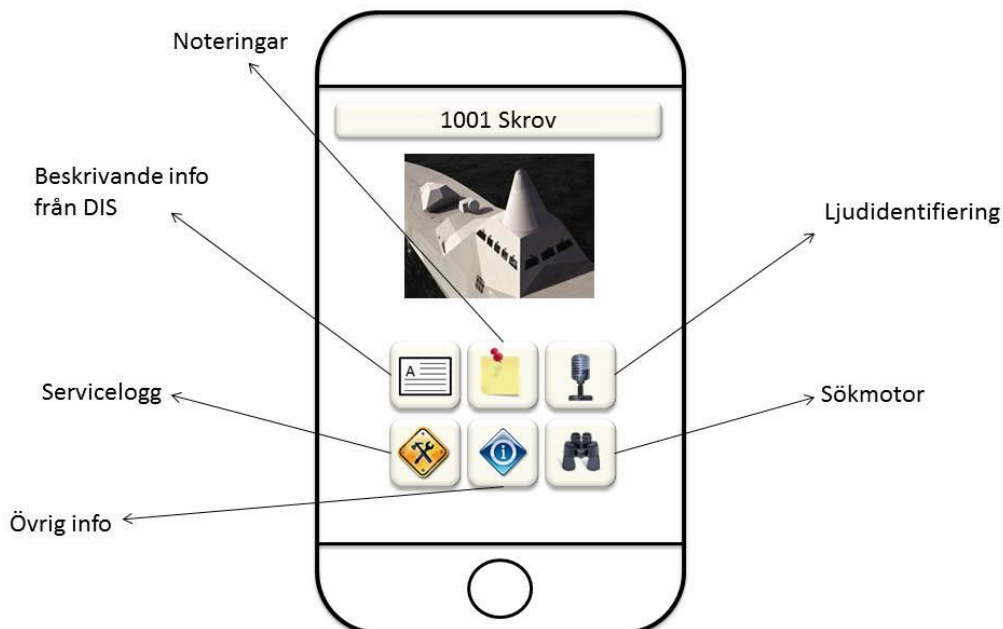 Noteringar
1001 Skrov
Beskrivande info
från DIS
Ljudidentifiering
A
Servicelogg
Sökmotor
i
Övrig info